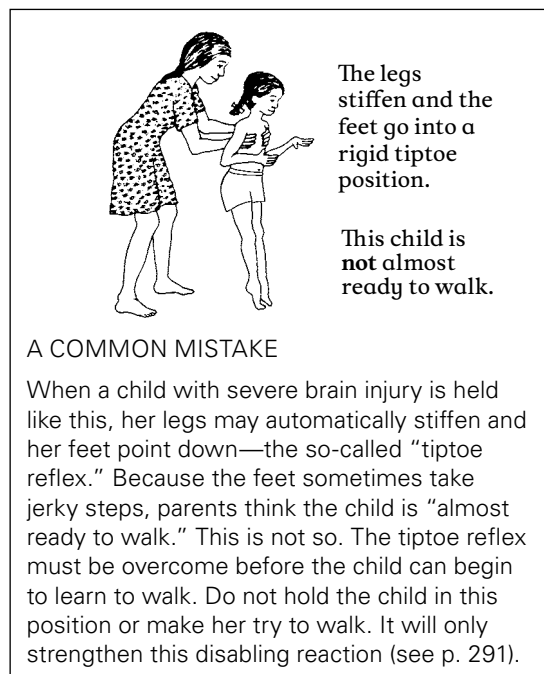 The legs
stiffen and the
feet go into a
rigid tiptoe
position.
This child is
not almost
ready to walk.
A COMMON MISTAKE
When a child with severe brain injury is held
like this, her legs may automatically stiffen and
her feet point down—the so-called “tiptoe
reflex.” Because the feet sometimes take
jerky steps, parents think the child is “almost
ready to walk.” This is not so. The tiptoe reflex
must be overcome before the child can begin
to learn to walk. Do not hold the child in this
position or make her try to walk. It will only
strengthen this disabling reaction (see p. 291).